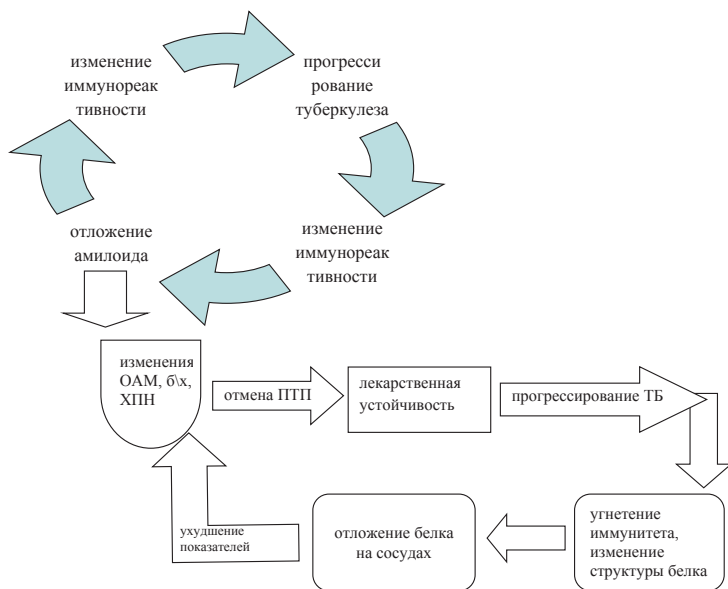 изменение
иммунореак
тивности
прогресси
рование
туберкулеза
отложение
амилоида
изменение
иммунореак
тивности
изменения
ОАМ, б\х,
ХПН
отмена ПТП
лекарственная
устойчивость
прогрессирование ТБ
ухудшение
показателей
отложение белка
на сосудах
угнетение
иммунитета,
изменение
структуры белка